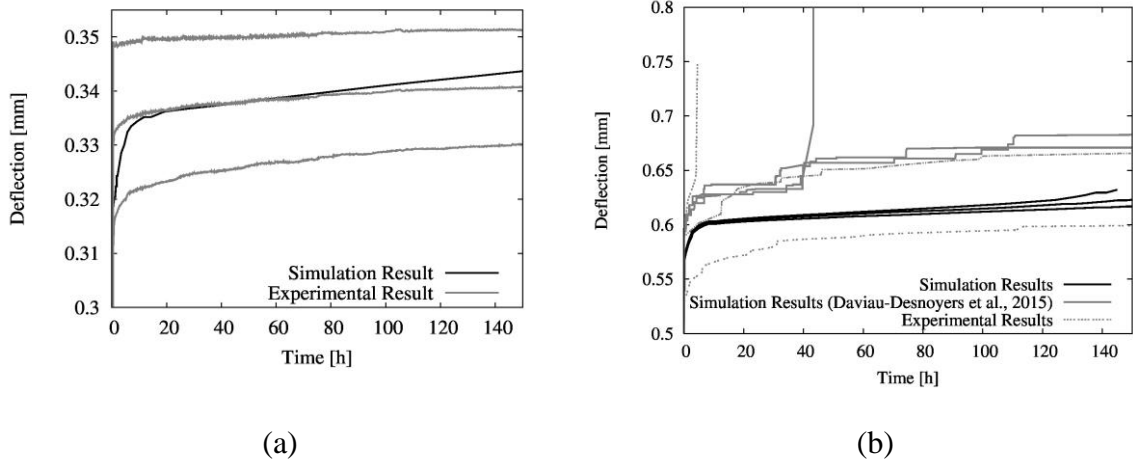 0.35
0.34
0.33
0.32
0.31
0.3
Deflection [mm]
0 20 40 60 80 100 120 140
Time [h]
Simulation Result
Experimental Result
(a)
0.8
0.75
0.7
0.65
0.6
0.55
0.5
Deflection [mm]
0 20 40 60 80 100 120 140
Time [h]
Simulation Results
Simulation Results (Daviau-Desnoyers et al., 2015)
Experimental Results
(b)